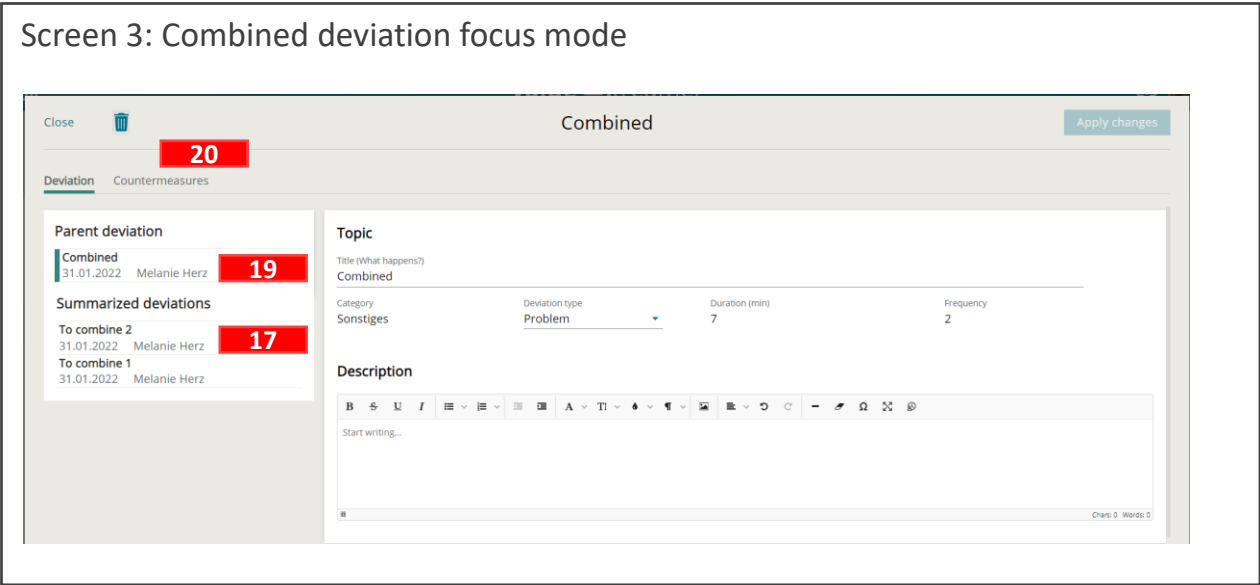 Screen 3: Combined deviation focus mode
Close
Combined
Apply changes
20
Deviation Countermeasures
Parent deviation
Combined
31.01.2022 Melanie Herz
19
Summarized deviations
To combine 2
31.01.2022 Melanie Herz
17
To combine 1
31.01.2022 Melanie Herz
Topic
Title (What happens?)
Combined
Category Deviation type Duration (min) Frequency
Sonstiges Problem 7 2
Description
B S U I A TI ¶ Ω
Start writing...
Chars: 0 Words: 0